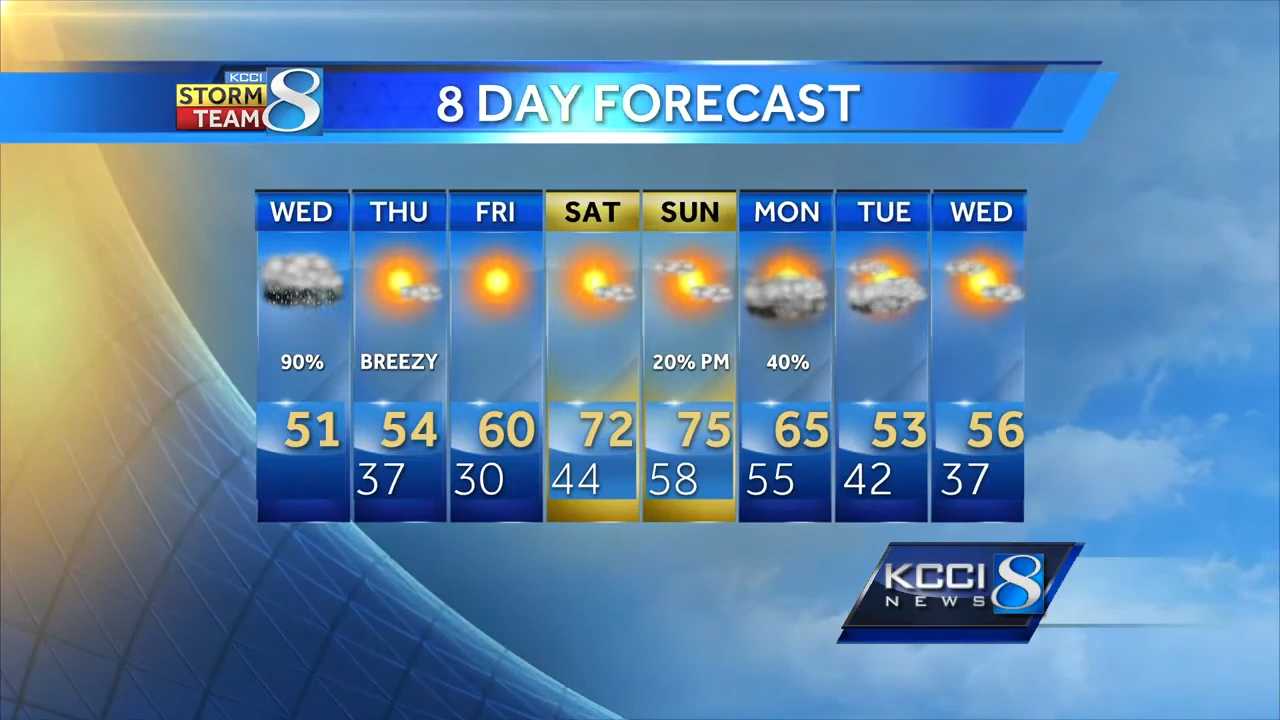 KCCI
STORM
TEAM 8
8 DAY FORECAST
WED THU FRI SAT SUN MON TUE WED
90% BREEZY 20% PM 40%
51 54 60 72 75 65 53 56
37 30 44 58 55 42 37
KCCI 8
NEWS